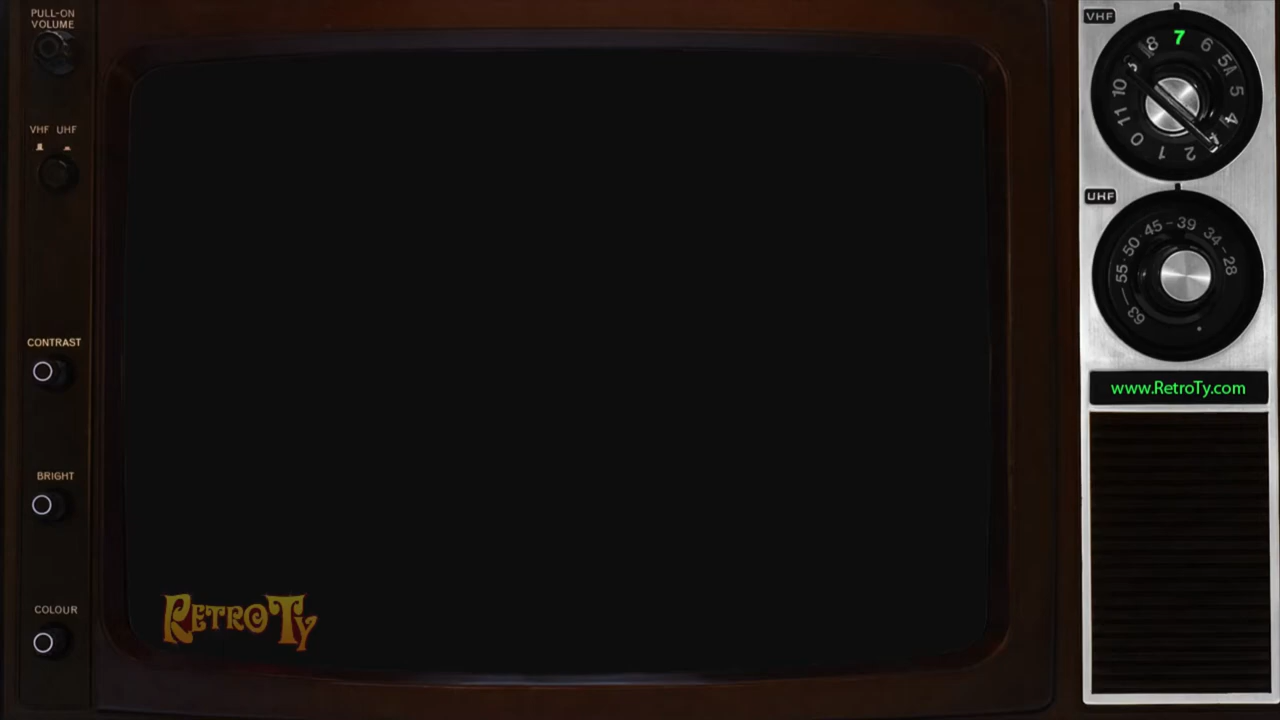 PULL-ON
VOLUME
VHF UHF
CONTRAST
BRIGHT
COLOUR
RETROTY
VHF
7
6
5A
5
4
2
1
0
11
10
9
8
UHF
63 — 55 · 50 45 - 39 34 - 28
www.RetroTy.com